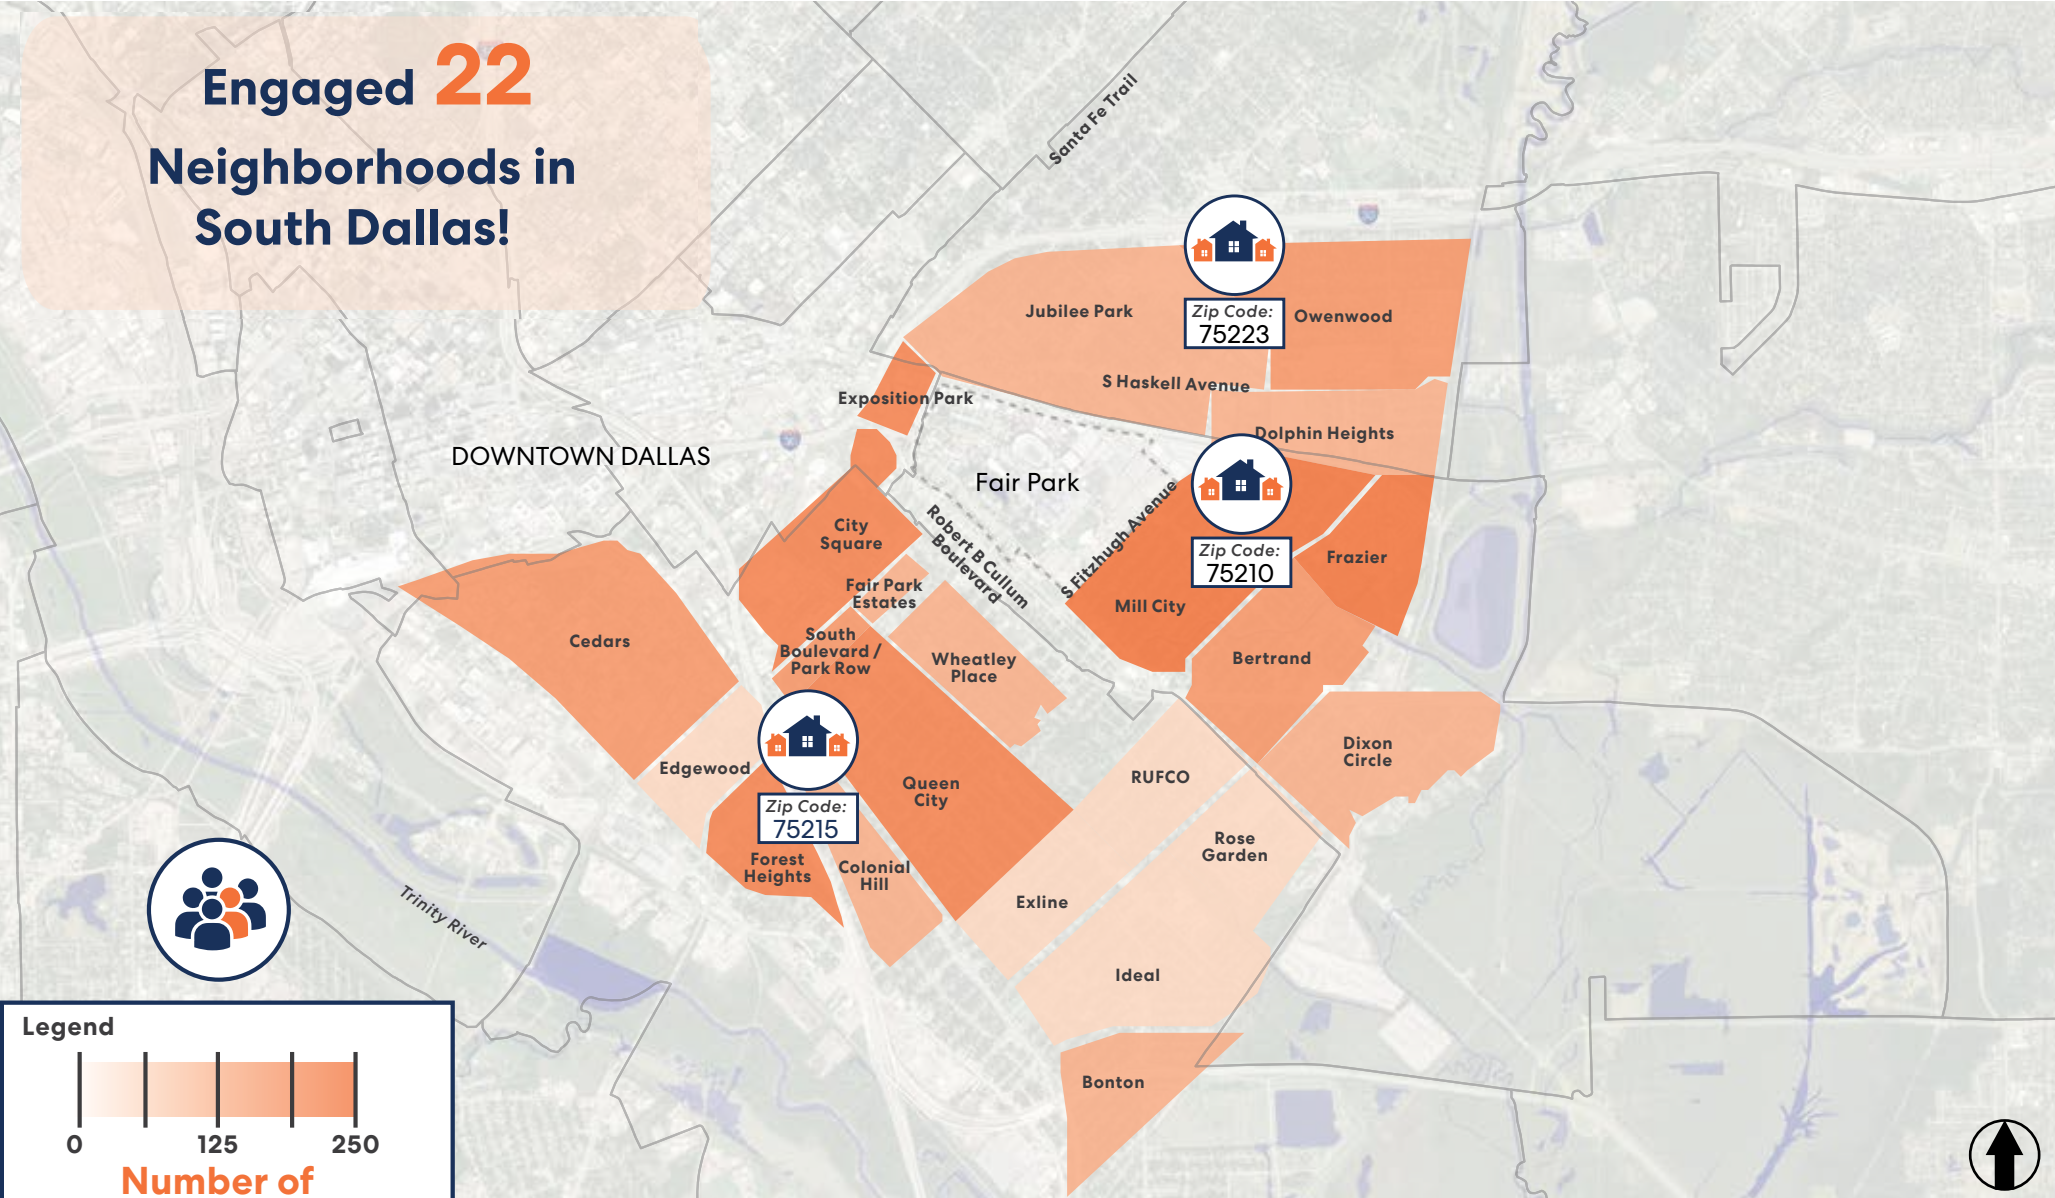 Engaged 22
Neighborhoods in
South Dallas!
Santa Fe Trail
Jubilee Park
Zip Code:
75223
Owenwood
S Haskell Avenue
Exposition Park
Dolphin Heights
DOWNTOWN DALLAS
Fair Park
S Fitzhugh Avenue
Robert B Cullum
Boulevard
City
Square
Zip Code:
75210
Frazier
Fair Park
Estates
Mill City
Cedars
South
Boulevard /
Park Row
Wheatley
Place
Bertrand
Edgewood
Zip Code:
75215
Queen
City
RUFCO
Dixon
Circle
Forest
Heights
Colonial
Hill
Rose
Garden
Exline
Trinity River
Ideal
Bonton
Legend
0 125 250
Number of